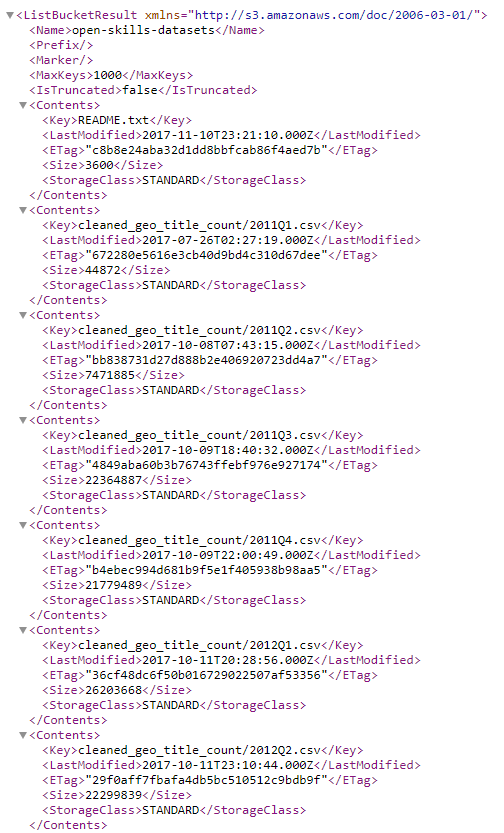 ▼<ListBucketResult xmlns="http://s3.amazonaws.com/doc/2006-03-01/">
<Name>open-skills-datasets</Name>
<Prefix/>
<Marker/>
<MaxKeys>1000</MaxKeys>
<IsTruncated>false</IsTruncated>
▼<Contents>
<Key>README.txt</Key>
<LastModified>2017-11-10T23:21:10.000Z</LastModified>
<ETag>"c8b8e24aba32d1dd8bbfcab86f4aed7b"</ETag>
<Size>3600</Size>
<StorageClass>STANDARD</StorageClass>
</Contents>
▼<Contents>
<Key>cleaned_geo_title_count/2011Q1.csv</Key>
<LastModified>2017-07-26T02:27:19.000Z</LastModified>
<ETag>"672280e5616e3cb40d9bd4c310d67dee"</ETag>
<Size>44872</Size>
<StorageClass>STANDARD</StorageClass>
</Contents>
▼<Contents>
<Key>cleaned_geo_title_count/2011Q2.csv</Key>
<LastModified>2017-10-08T07:43:15.000Z</LastModified>
<ETag>"bb838731d27d888b2e406920723dd4a7"</ETag>
<Size>7471885</Size>
<StorageClass>STANDARD</StorageClass>
</Contents>
▼<Contents>
<Key>cleaned_geo_title_count/2011Q3.csv</Key>
<LastModified>2017-10-09T18:40:32.000Z</LastModified>
<ETag>"4849aba60b3b76743ffebf976e927174"</ETag>
<Size>22364887</Size>
<StorageClass>STANDARD</StorageClass>
</Contents>
▼<Contents>
<Key>cleaned_geo_title_count/2011Q4.csv</Key>
<LastModified>2017-10-09T22:00:49.000Z</LastModified>
<ETag>"b4ebec994d681b9f5e1f405938b98aa5"</ETag>
<Size>21779489</Size>
<StorageClass>STANDARD</StorageClass>
</Contents>
▼<Contents>
<Key>cleaned_geo_title_count/2012Q1.csv</Key>
<LastModified>2017-10-11T20:28:56.000Z</LastModified>
<ETag>"36cf48dc6f50b016729022507af53356"</ETag>
<Size>26203668</Size>
<StorageClass>STANDARD</StorageClass>
</Contents>
▼<Contents>
<Key>cleaned_geo_title_count/2012Q2.csv</Key>
<LastModified>2017-10-11T23:10:44.000Z</LastModified>
<ETag>"29f0aff7fbafa4db5bc510512c9bdb9f"</ETag>
<Size>22299839</Size>
<StorageClass>STANDARD</StorageClass>
</Contents>